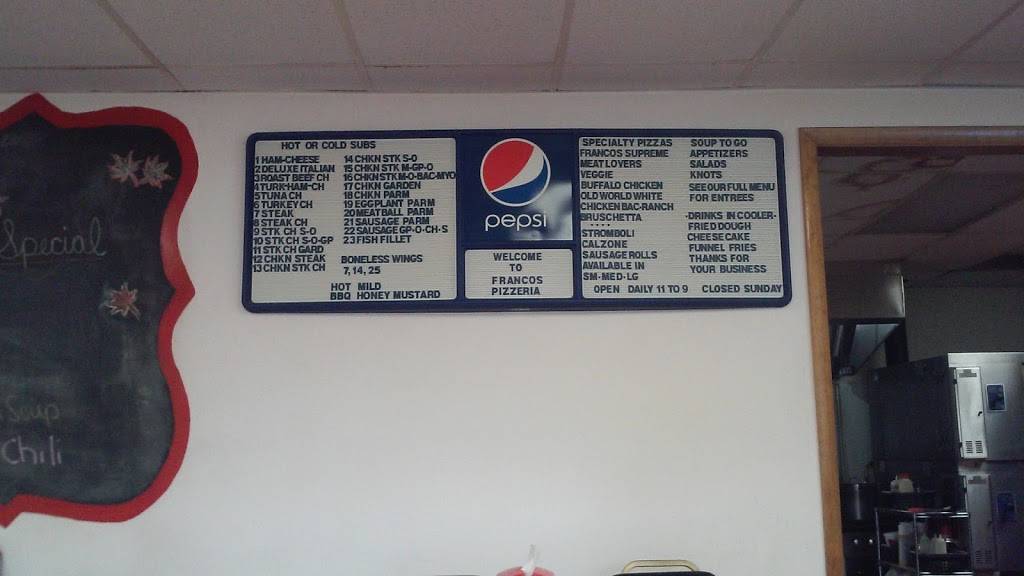 Special
Soup
Chili
HOT OR COLD SUBS
1 HAM-CHEESE
2 DELUXE ITALIAN
3 ROAST BEEF CH
4 TURK-HAM-CH
5 TUNA CH
6 TURKEY CH
7 STEAK
8 STEAK CH
9 STK CH S-O
10 STK CH S-O-GP
11 STK CH GARD
12 CHKN STEAK
13 CHKN STK CH
14 CHKN STK S-O
15 CHKN STK M-GP-O
16 CHKN STK M-O-BAC-MYO
17 CHKN GARDEN
18 CHKN PARM
19 EGGPLANT PARM
20 MEATBALL PARM
21 SAUSAGE PARM
22 SAUSAGE GP-O-CH-S
23 FISH FILLET
BONELESS WINGS
7, 14, 25
HOT MILD
BBQ HONEY MUSTARD
pepsi
WELCOME
TO
FRANCOS
PIZZERIA
SPECIALTY PIZZAS
FRANCOS SUPREME
MEAT LOVERS
VEGGIE
BUFFALO CHICKEN
OLD WORLD WHITE
CHICKEN BAC-RANCH
BRUSCHETTA
- - - -
STROMBOLI
CALZONE
SAUSAGE ROLLS
AVAILABLE IN
SM-MED-LG
SOUP TO GO
APPETIZERS
SALADS
KNOTS
SEE OUR FULL MENU
FOR ENTREES
-DRINKS IN COOLER-
FRIED DOUGH
CHEESECAKE
FUNNEL FRIES
THANKS FOR
YOUR BUSINESS
OPEN DAILY 11 TO 9 CLOSED SUNDAY